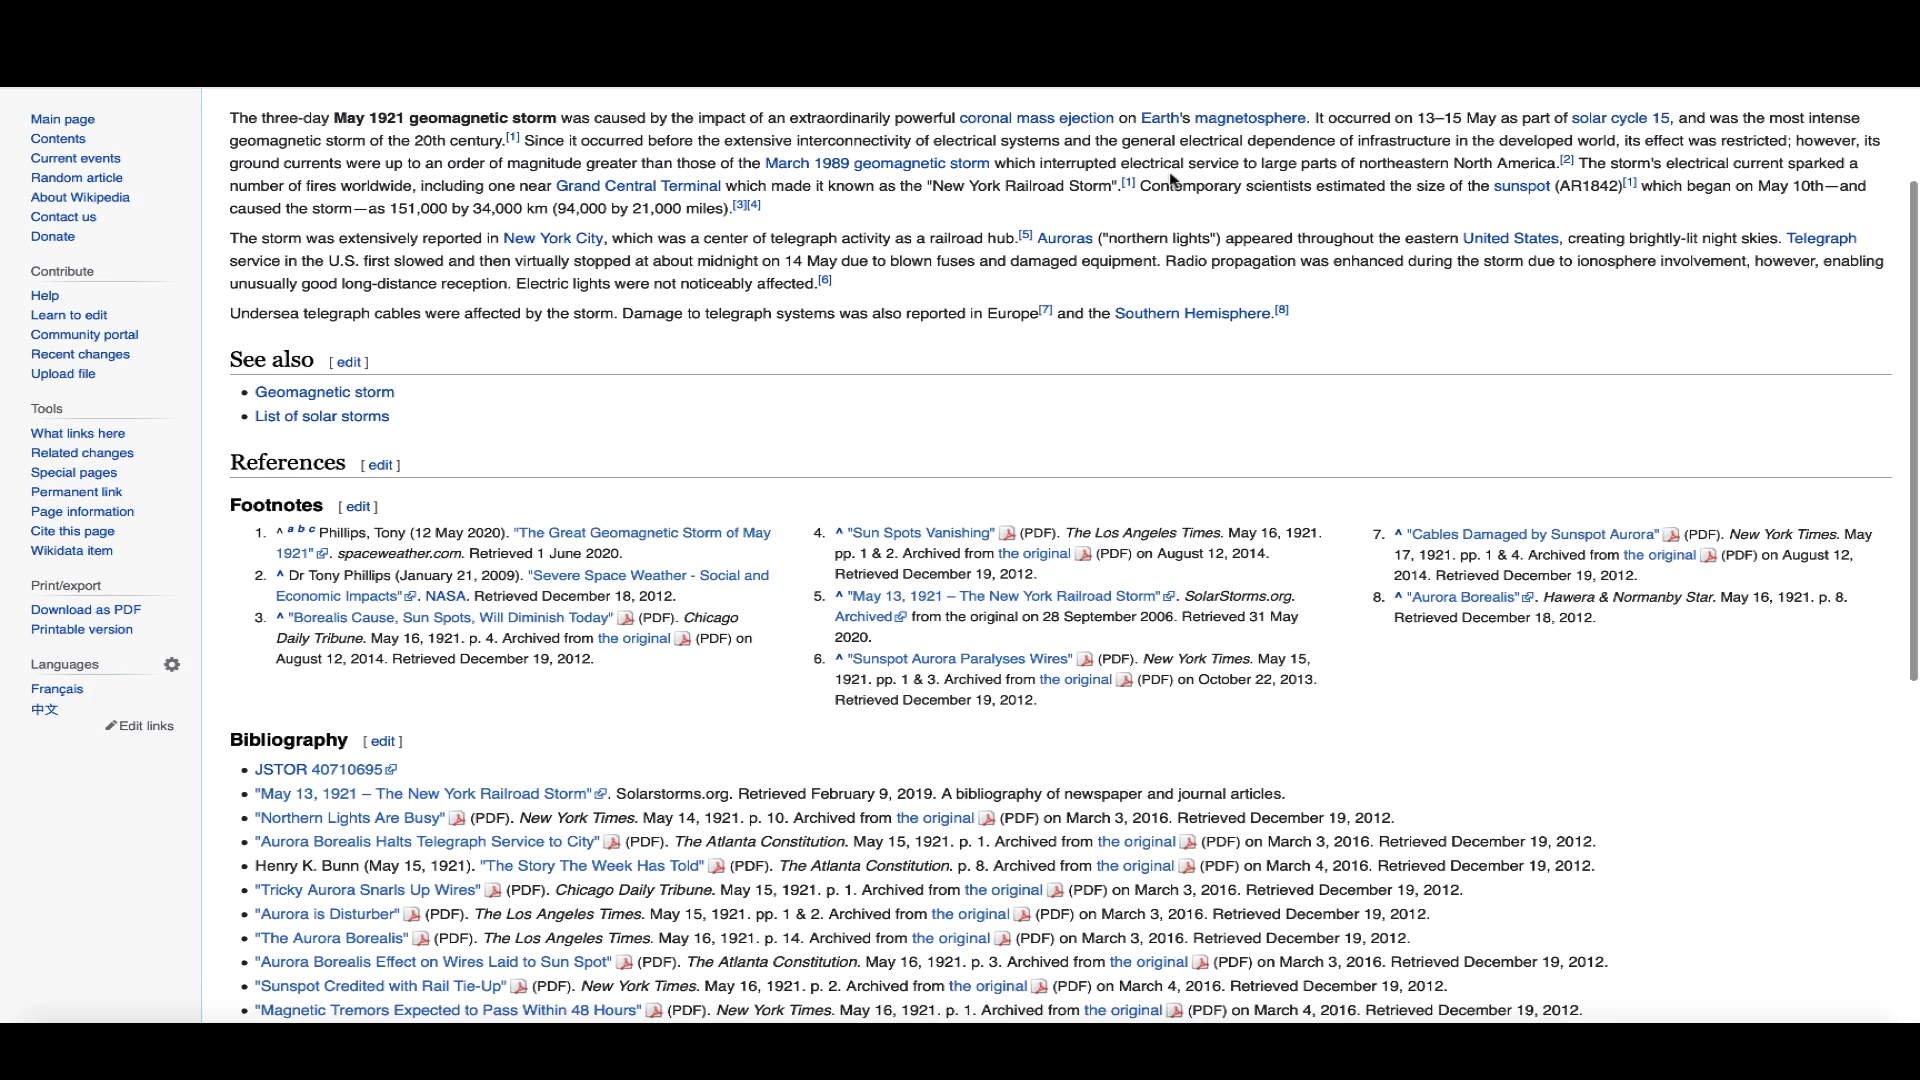 Main page
Contents
Current events
Random article
About Wikipedia
Contact us
Donate
Contribute
Help
Learn to edit
Community portal
Recent changes
Upload file
Tools
What links here
Related changes
Special pages
Permanent link
Page information
Cite this page
Wikidata item
Print/export
Download as PDF
Printable version
Languages
Français
中文
Edit links
The three-day May 1921 geomagnetic storm was caused by the impact of an extraordinarily powerful coronal mass ejection on Earth's magnetosphere. It occurred on 13–15 May as part of solar cycle 15, and was the most intense
geomagnetic storm of the 20th century.[1] Since it occurred before the extensive interconnectivity of electrical systems and the general electrical dependence of infrastructure in the developed world, its effect was restricted; however, its
ground currents were up to an order of magnitude greater than those of the March 1989 geomagnetic storm which interrupted electrical service to large parts of northeastern North America.[2] The storm's electrical current sparked a
number of fires worldwide, including one near Grand Central Terminal which made it known as the "New York Railroad Storm".[1] Contemporary scientists estimated the size of the sunspot (AR1842)[1] which began on May 10th—and
caused the storm—as 151,000 by 34,000 km (94,000 by 21,000 miles).[3][4]
The storm was extensively reported in New York City, which was a center of telegraph activity as a railroad hub.[5] Auroras ("northern lights") appeared throughout the eastern United States, creating brightly-lit night skies. Telegraph
service in the U.S. first slowed and then virtually stopped at about midnight on 14 May due to blown fuses and damaged equipment. Radio propagation was enhanced during the storm due to ionosphere involvement, however, enabling
unusually good long-distance reception. Electric lights were not noticeably affected.[6]
Undersea telegraph cables were affected by the storm. Damage to telegraph systems was also reported in Europe[7] and the Southern Hemisphere.[8]
See also [ edit ]
• Geomagnetic storm
• List of solar storms
References [ edit ]
Footnotes [ edit ]
1. ^ a b c Phillips, Tony (12 May 2020). "The Great Geomagnetic Storm of May
1921". spaceweather.com. Retrieved 1 June 2020.
2. ^ Dr Tony Phillips (January 21, 2009). "Severe Space Weather - Social and
Economic Impacts". NASA. Retrieved December 18, 2012.
3. ^ "Borealis Cause, Sun Spots, Will Diminish Today" (PDF). Chicago
Daily Tribune. May 16, 1921. p. 4. Archived from the original (PDF) on
August 12, 2014. Retrieved December 19, 2012.
4. ^ "Sun Spots Vanishing" (PDF). The Los Angeles Times. May 16, 1921.
pp. 1 & 2. Archived from the original (PDF) on August 12, 2014.
Retrieved December 19, 2012.
5. ^ "May 13, 1921 – The New York Railroad Storm". SolarStorms.org.
Archived from the original on 28 September 2006. Retrieved 31 May
2020.
6. ^ "Sunspot Aurora Paralyses Wires" (PDF). New York Times. May 15,
1921. pp. 1 & 3. Archived from the original (PDF) on October 22, 2013.
Retrieved December 19, 2012.
7. ^ "Cables Damaged by Sunspot Aurora" (PDF). New York Times. May
17, 1921. pp. 1 & 4. Archived from the original (PDF) on August 12,
2014. Retrieved December 19, 2012.
8. ^ "Aurora Borealis". Hawera & Normanby Star. May 16, 1921. p. 8.
Retrieved December 18, 2012.
Bibliography [ edit ]
• JSTOR 40710695
• "May 13, 1921 – The New York Railroad Storm". Solarstorms.org. Retrieved February 9, 2019. A bibliography of newspaper and journal articles.
• "Northern Lights Are Busy" (PDF). New York Times. May 14, 1921. p. 10. Archived from the original (PDF) on March 3, 2016. Retrieved December 19, 2012.
• "Aurora Borealis Halts Telegraph Service to City" (PDF). The Atlanta Constitution. May 15, 1921. p. 1. Archived from the original (PDF) on March 3, 2016. Retrieved December 19, 2012.
• Henry K. Bunn (May 15, 1921). "The Story The Week Has Told" (PDF). The Atlanta Constitution. p. 8. Archived from the original (PDF) on March 4, 2016. Retrieved December 19, 2012.
• "Tricky Aurora Snarls Up Wires" (PDF). Chicago Daily Tribune. May 15, 1921. p. 1. Archived from the original (PDF) on March 3, 2016. Retrieved December 19, 2012.
• "Aurora is Disturber" (PDF). The Los Angeles Times. May 15, 1921. pp. 1 & 2. Archived from the original (PDF) on March 3, 2016. Retrieved December 19, 2012.
• "The Aurora Borealis" (PDF). The Los Angeles Times. May 16, 1921. p. 14. Archived from the original (PDF) on March 3, 2016. Retrieved December 19, 2012.
• "Aurora Borealis Effect on Wires Laid to Sun Spot" (PDF). The Atlanta Constitution. May 16, 1921. p. 3. Archived from the original (PDF) on March 3, 2016. Retrieved December 19, 2012.
• "Sunspot Credited with Rail Tie-Up" (PDF). New York Times. May 16, 1921. p. 2. Archived from the original (PDF) on March 4, 2016. Retrieved December 19, 2012.
• "Magnetic Tremors Expected to Pass Within 48 Hours" (PDF). New York Times. May 16, 1921. p. 1. Archived from the original (PDF) on March 4, 2016. Retrieved December 19, 2012.